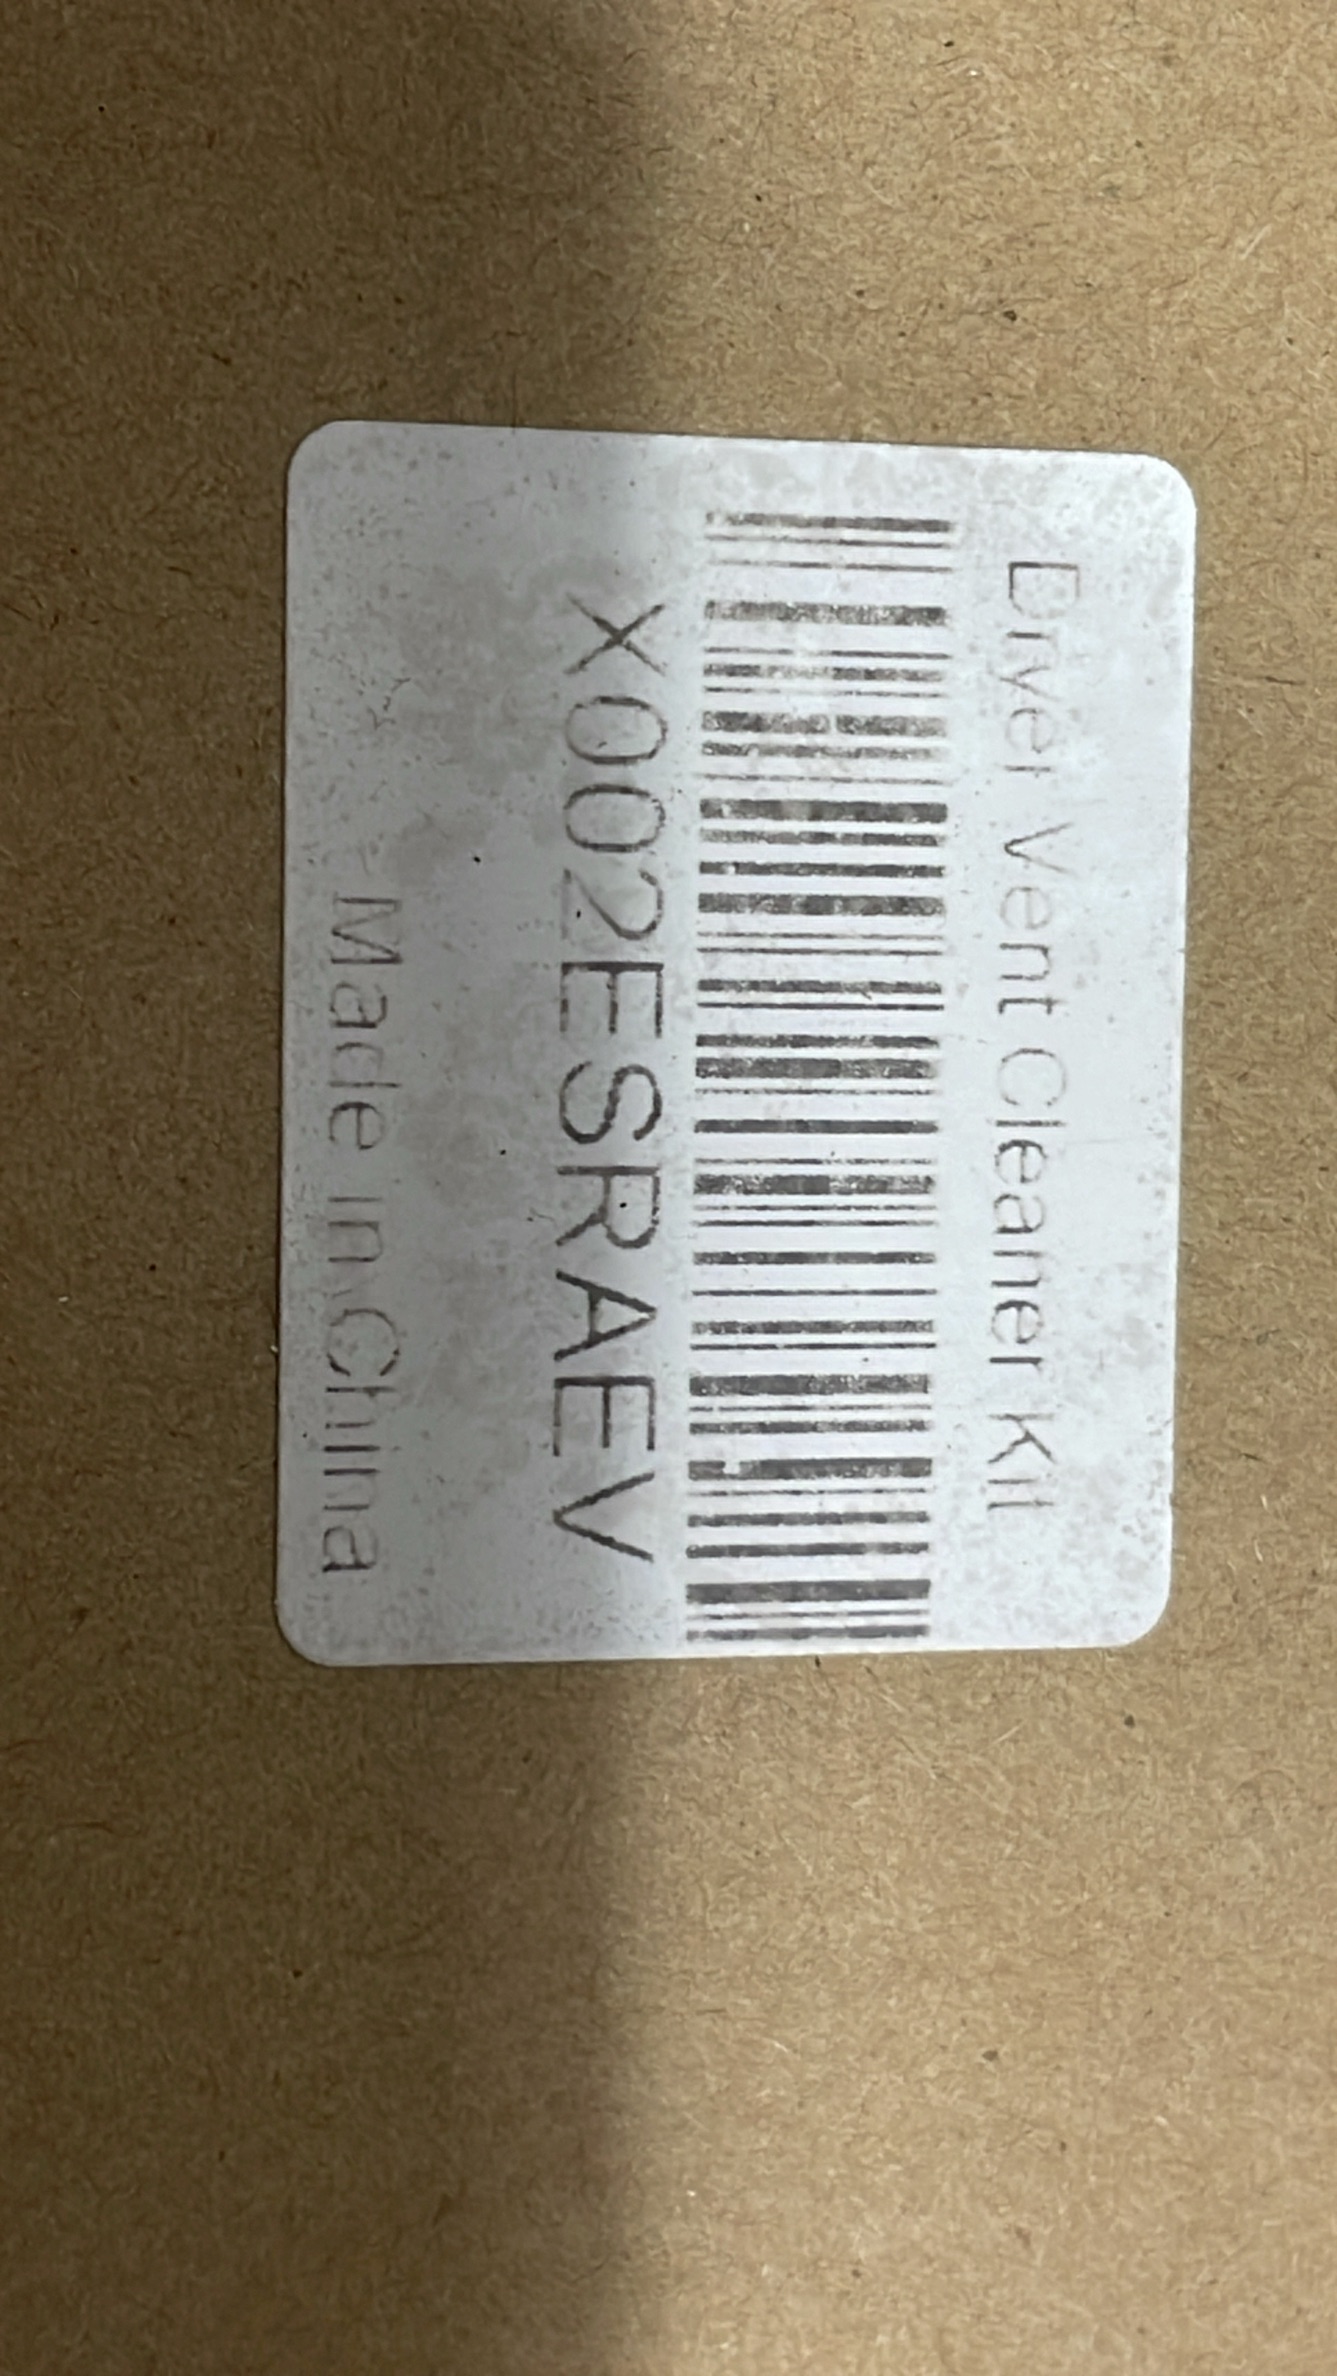 Dryer Vent Cleaner Kit
X002ESRAEV
Made in China